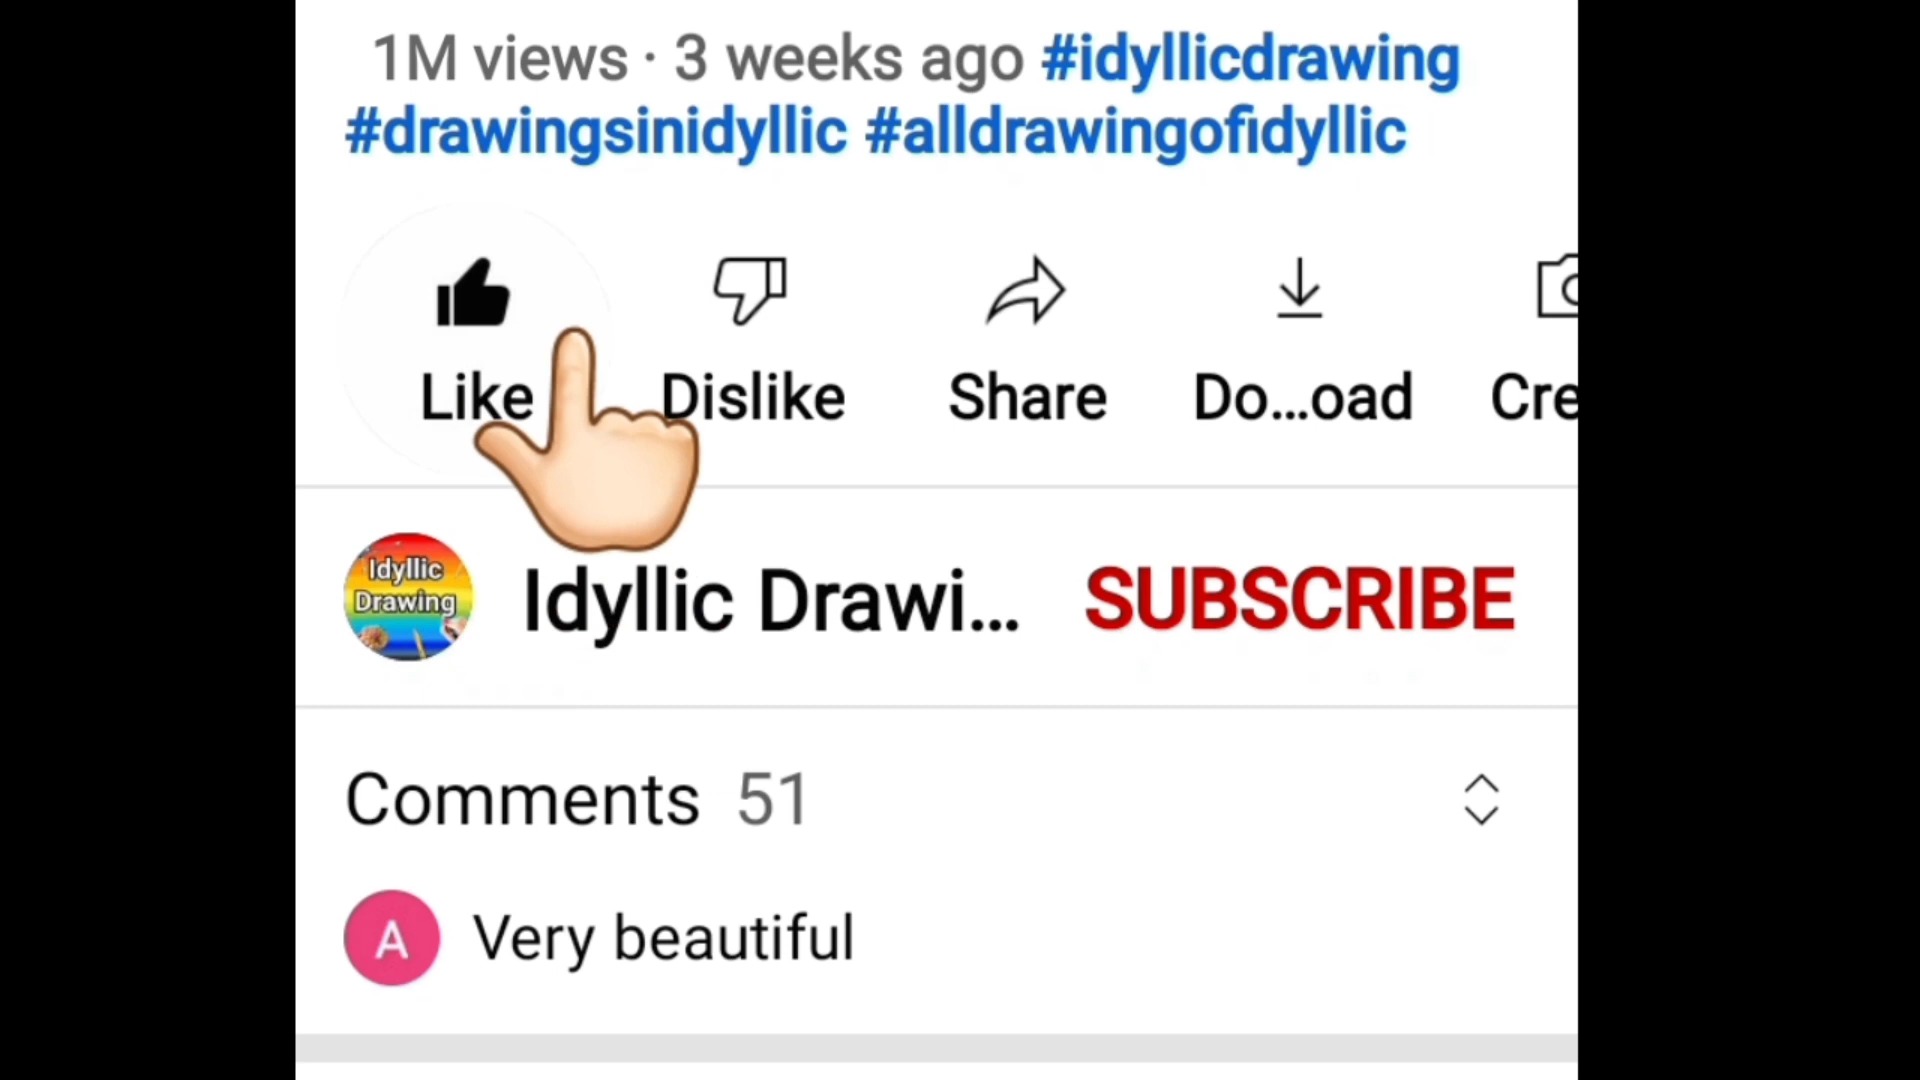 1M views · 3 weeks ago #idyllicdrawing
#drawingsinidyllic #alldrawingofidyllic
Like Dislike Share Do...oad Cre
Idyllic
Drawing
Idyllic Drawi... SUBSCRIBE
Comments 51
A Very beautiful